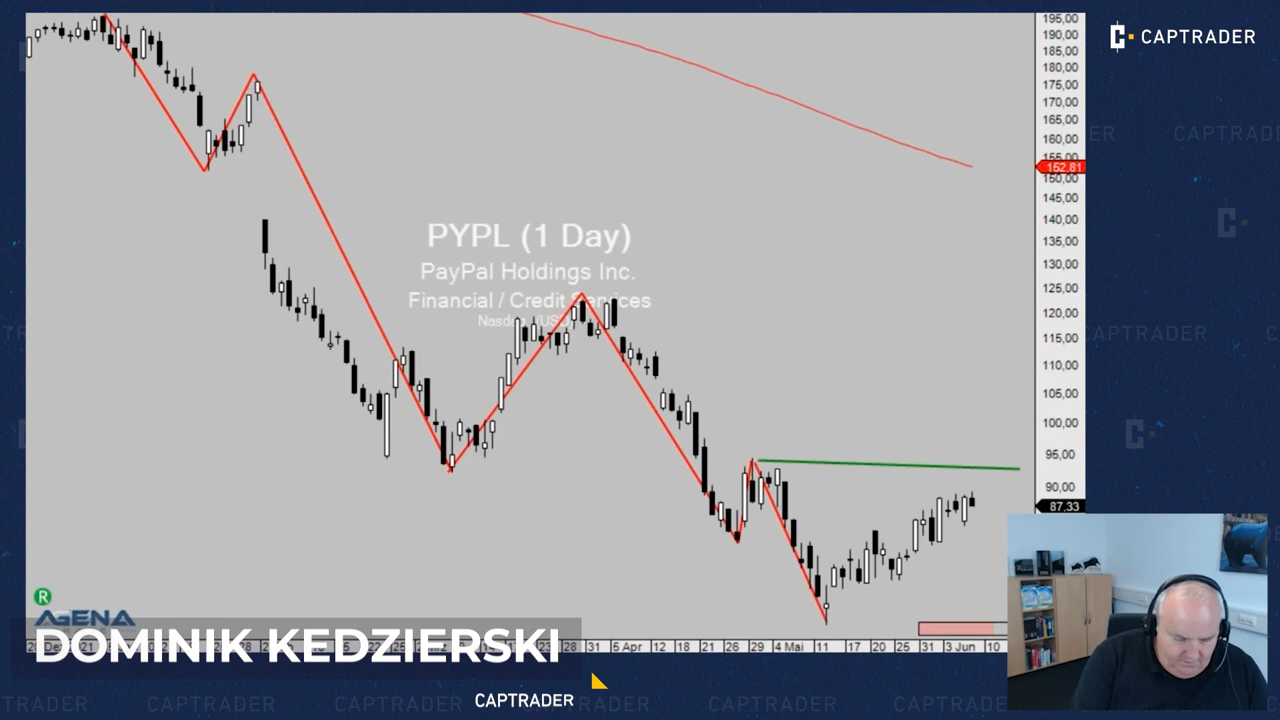 CAPTRADER
195,00
190,00
185,00
180,00
175,00
170,00
165,00
160,00
155,00
152,81
150,00
145,00
140,00
135,00
130,00
125,00
120,00
115,00
110,00
105,00
100,00
95,00
90,00
87,33
PYPL (1 Day)
PayPal Holdings Inc.
Financial / Credit Services
R
AGENA
DOMINIK KEDZIERSKI
28 31 5 Apr 12 18 21 26 29 4 Mai 11 17 20 25 31 3 Jun 10
CAPTRADER